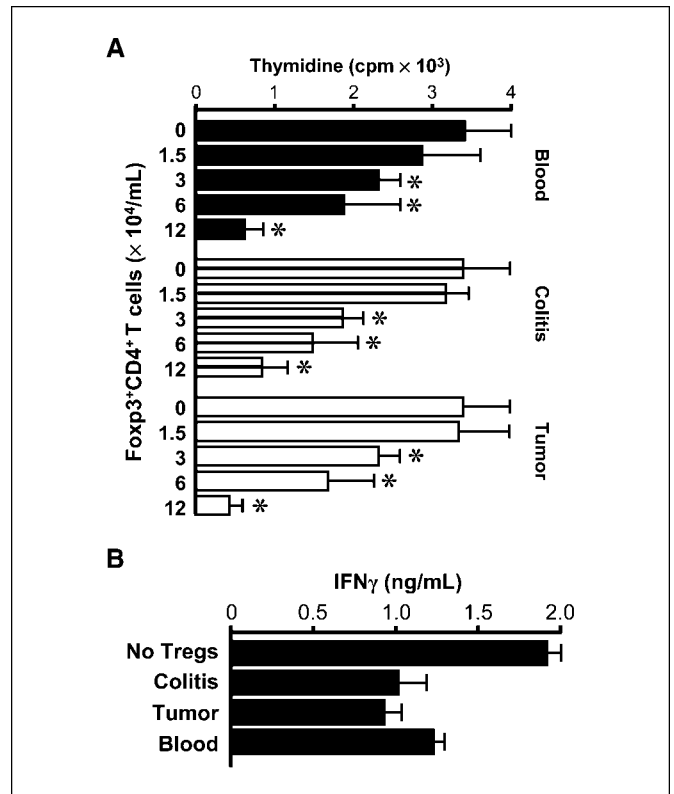 A
Thymidine (cpm × 10³)
0 1 2 3 4
Foxp3⁺CD4⁺ T cells (× 10⁴/mL)
0
1.5
3 *
6 *
12 *
Blood
0
1.5
3 *
6 *
12 *
Colitis
0
1.5
3 *
6 *
12 *
Tumor
B
IFNγ (ng/mL)
0 0.5 1.0 1.5 2.0
No Tregs
Colitis
Tumor
Blood